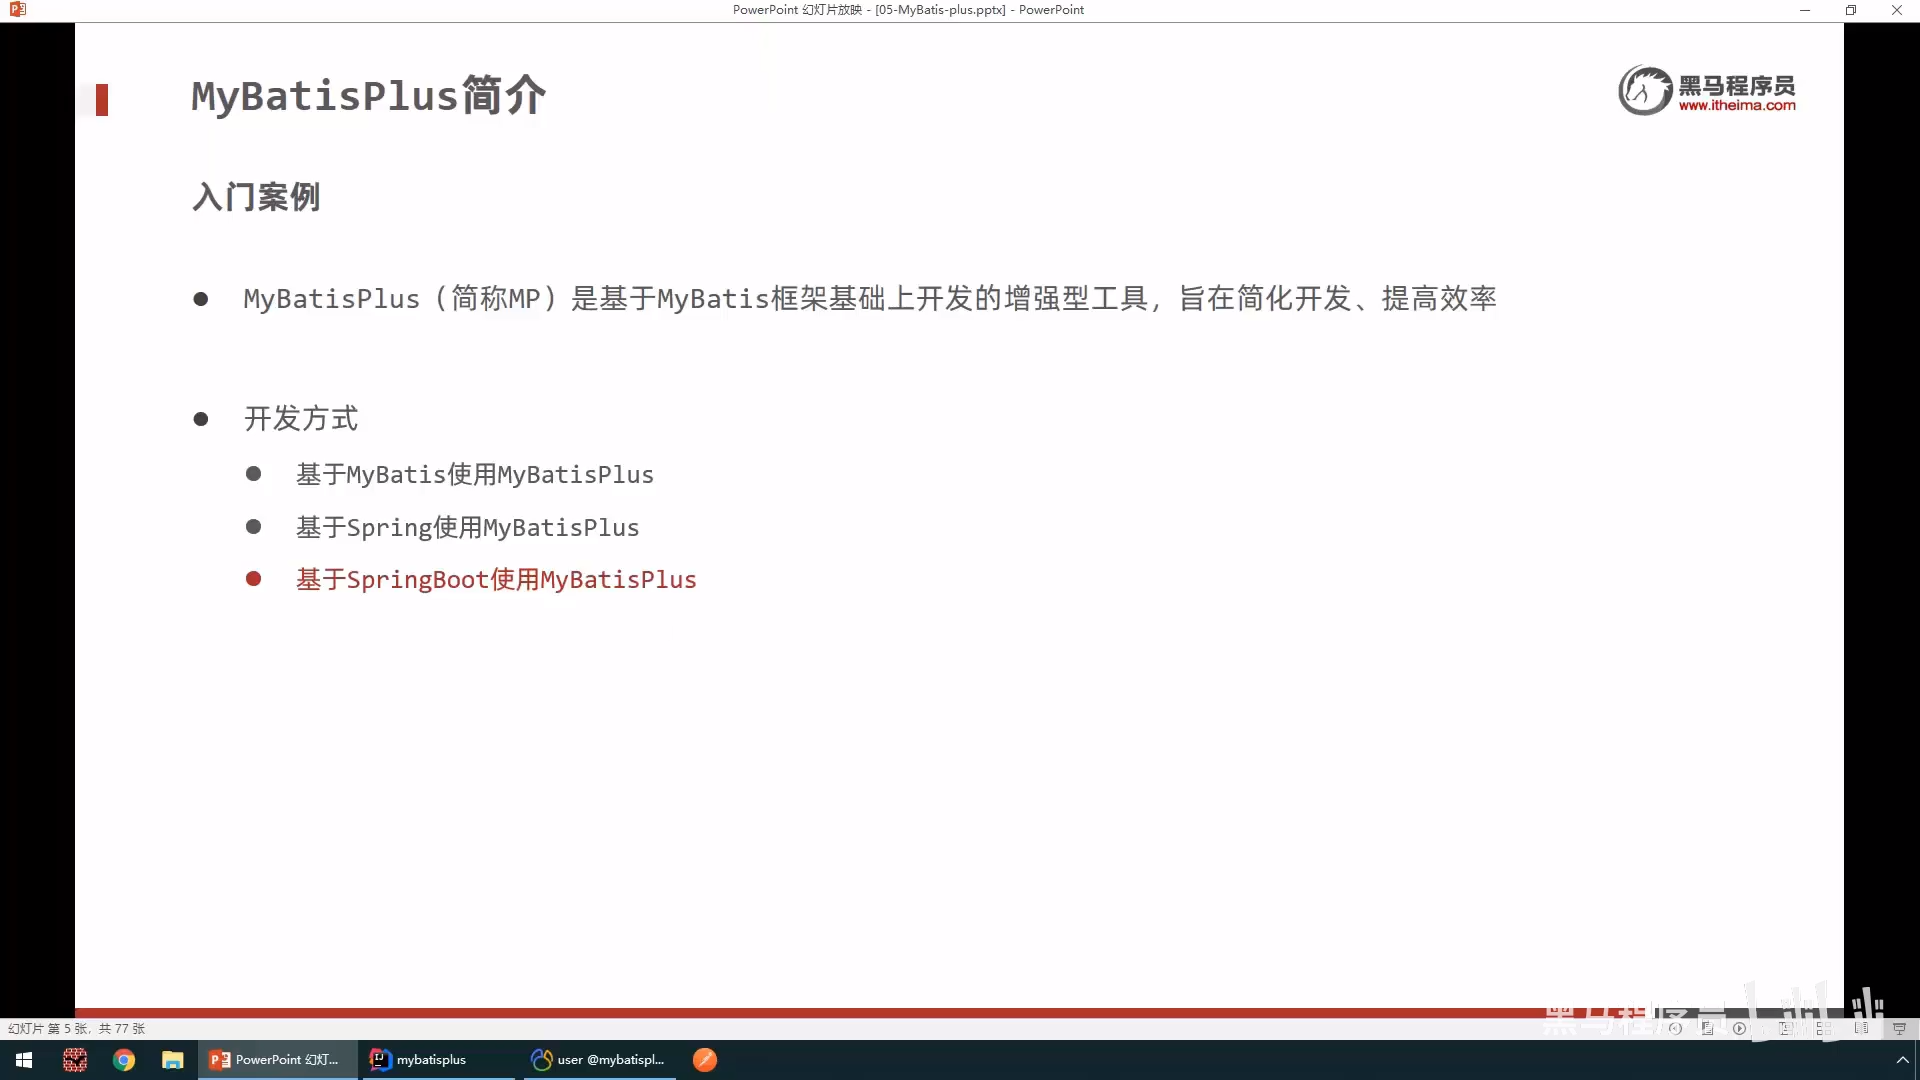 PowerPoint 幻灯片放映 - [05-MyBatis-plus.pptx] - PowerPoint
MyBatisPlus简介
黑马程序员
www.itheima.com
入门案例
MyBatisPlus（简称MP）是基于MyBatis框架基础上开发的增强型工具，旨在简化开发、提高效率
开发方式
基于MyBatis使用MyBatisPlus
基于Spring使用MyBatisPlus
基于SpringBoot使用MyBatisPlus
黑马程序员
幻灯片 第 5 张，共 77 张
PowerPoint 幻灯...
mybatisplus
user @mybatispl...